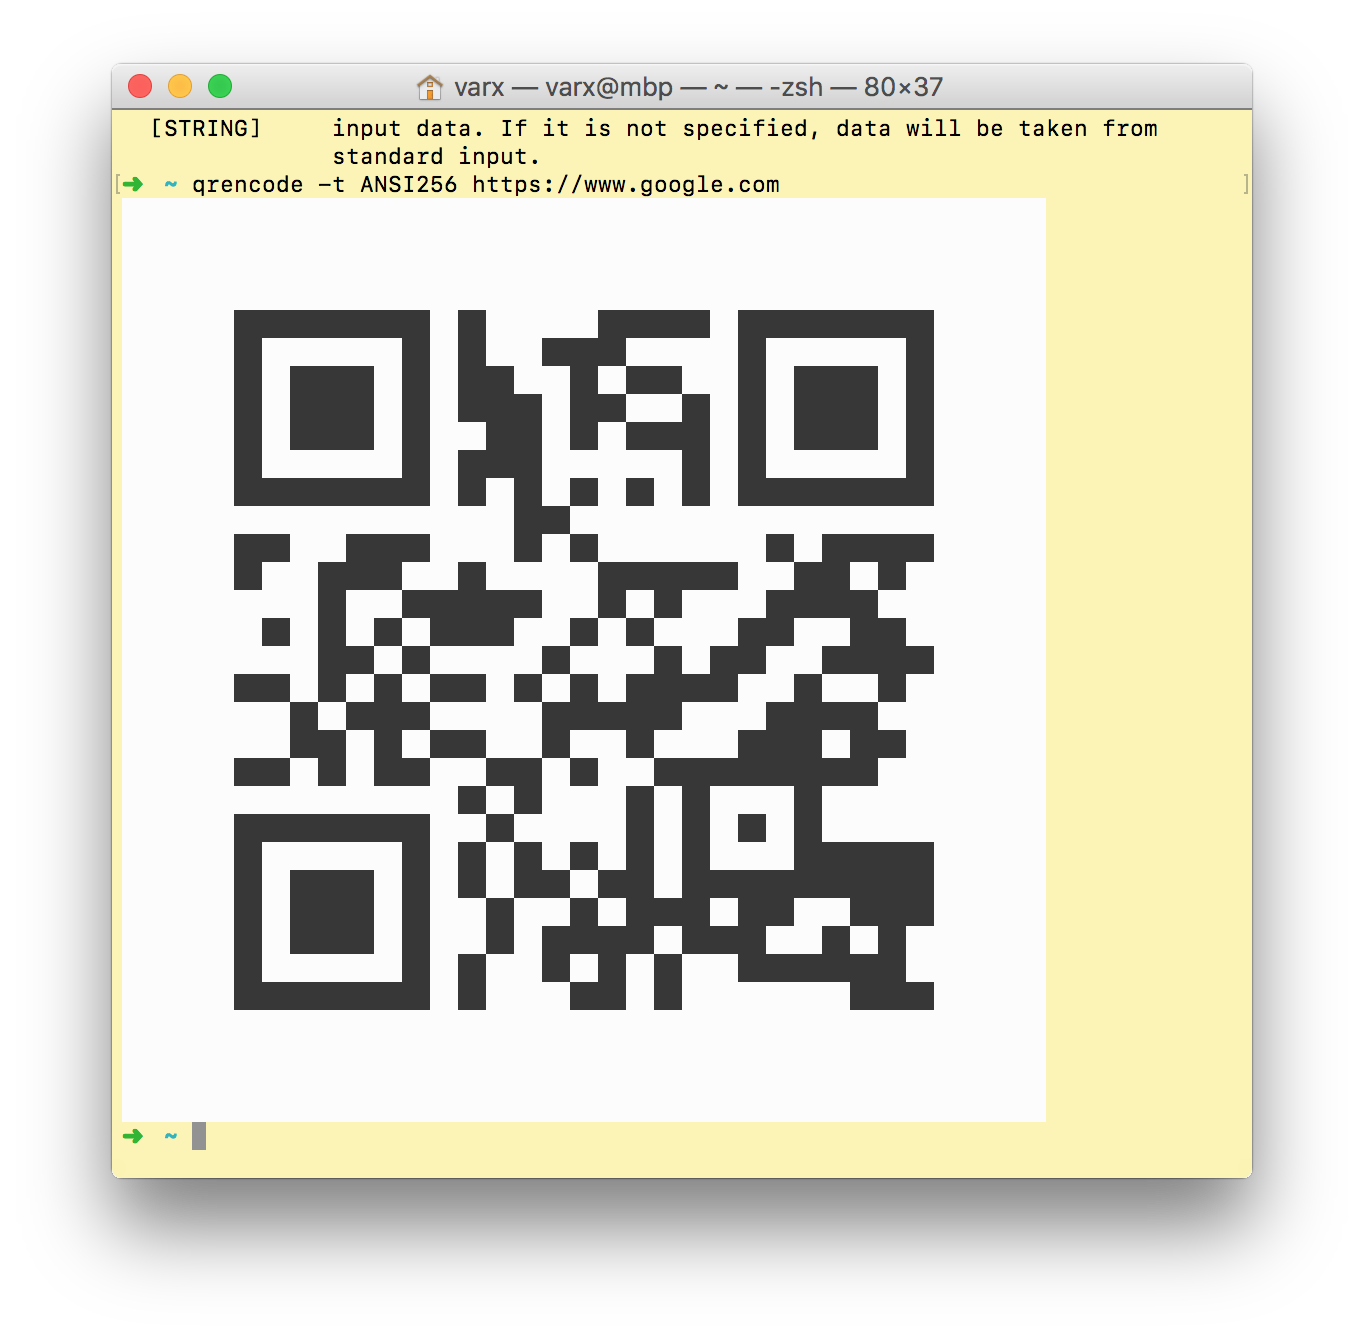 varx — varx@mbp — ~ — -zsh — 80×37
[STRING]     input data. If it is not specified, data will be taken from
standard input.
[➜  ~ qrencode -t ANSI256 https://www.google.com ]
➜  ~